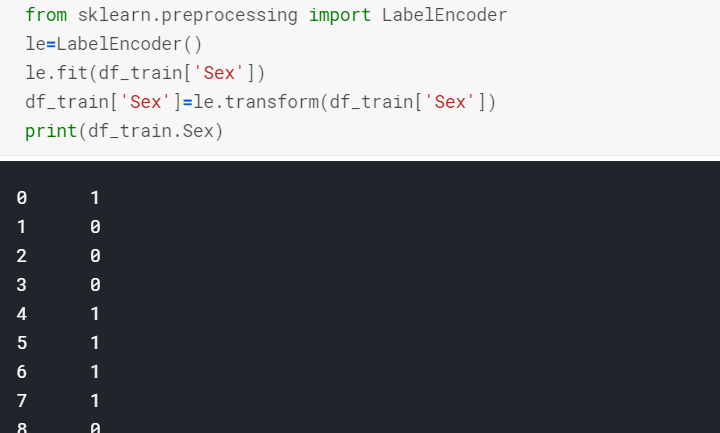 from sklearn.preprocessing import LabelEncoder
le=LabelEncoder()
le.fit(df_train['Sex'])
df_train['Sex']=le.transform(df_train['Sex'])
print(df_train.Sex)
0 1
1 0
2 0
3 0
4 1
5 1
6 1
7 1
8 0